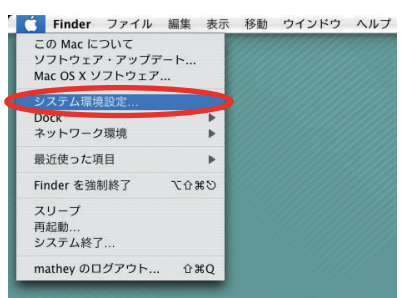 Finder ファイル 編集 表示 移動 ウインドウ ヘルプ
この Mac について
ソフトウェア・アップデート...
Mac OS X ソフトウェア...
システム環境設定...
Dock
ネットワーク環境
最近使った項目
Finder を強制終了 ⌥⇧⌘⎋
スリープ
再起動...
システム終了...
mathey のログアウト... ⇧⌘Q